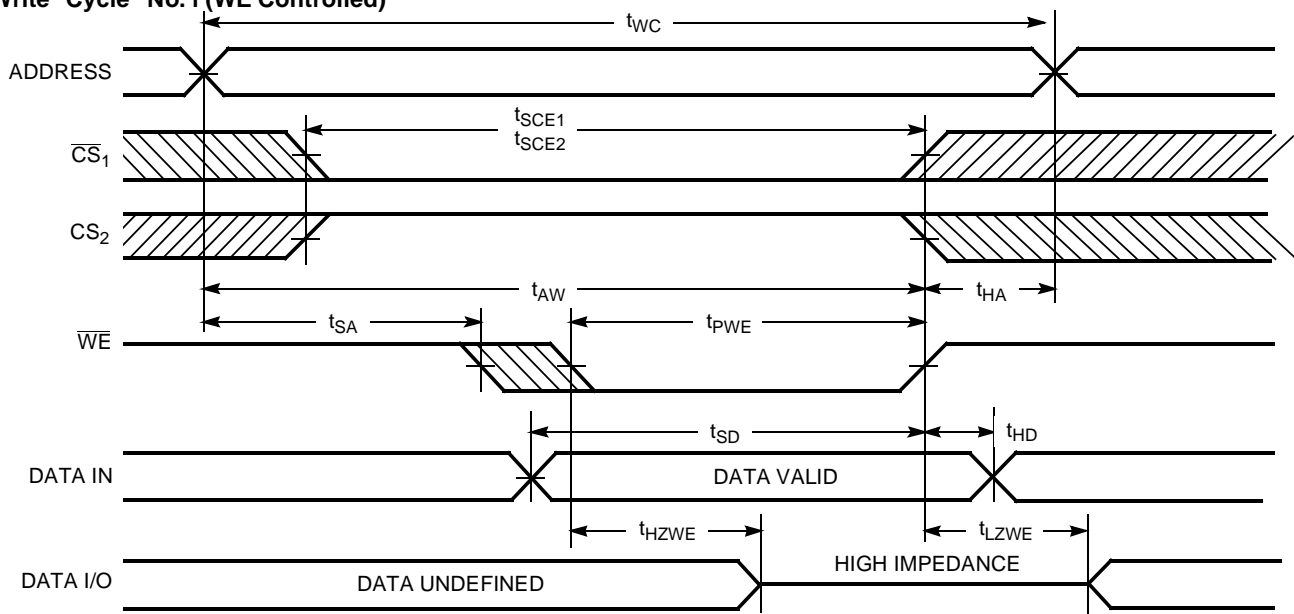 Write Cycle No. 1 (WE Controlled)
tWC
ADDRESS
tSCE1
tSCE2
CS1
CS2
tAW
tHA
tSA
tPWE
WE
tSD
tHD
DATA IN
DATA VALID
tHZWE
tLZWE
HIGH IMPEDANCE
DATA I/O
DATA UNDEFINED